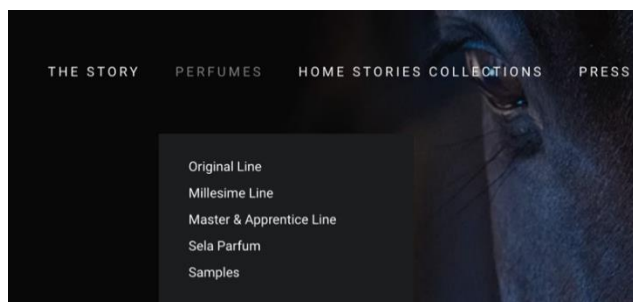 THE STORY PERFUMES HOME STORIES COLLECTIONS PRESS
Original Line
Millesime Line
Master & Apprentice Line
Sela Parfum
Samples